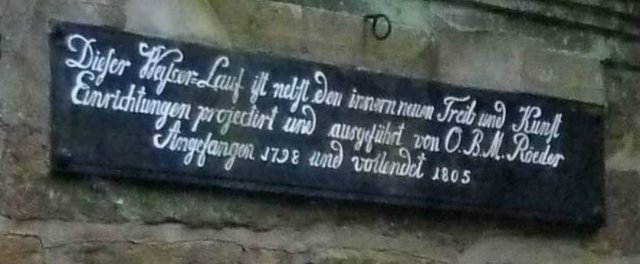 Dieser Waſser=Lauf iſt nebſt den innern neuen Treib und Kunſt
Einrichtungen projectirt und ausgeführt von O.B.M. Roeder
Angefangen 1798 und vollendet 1805